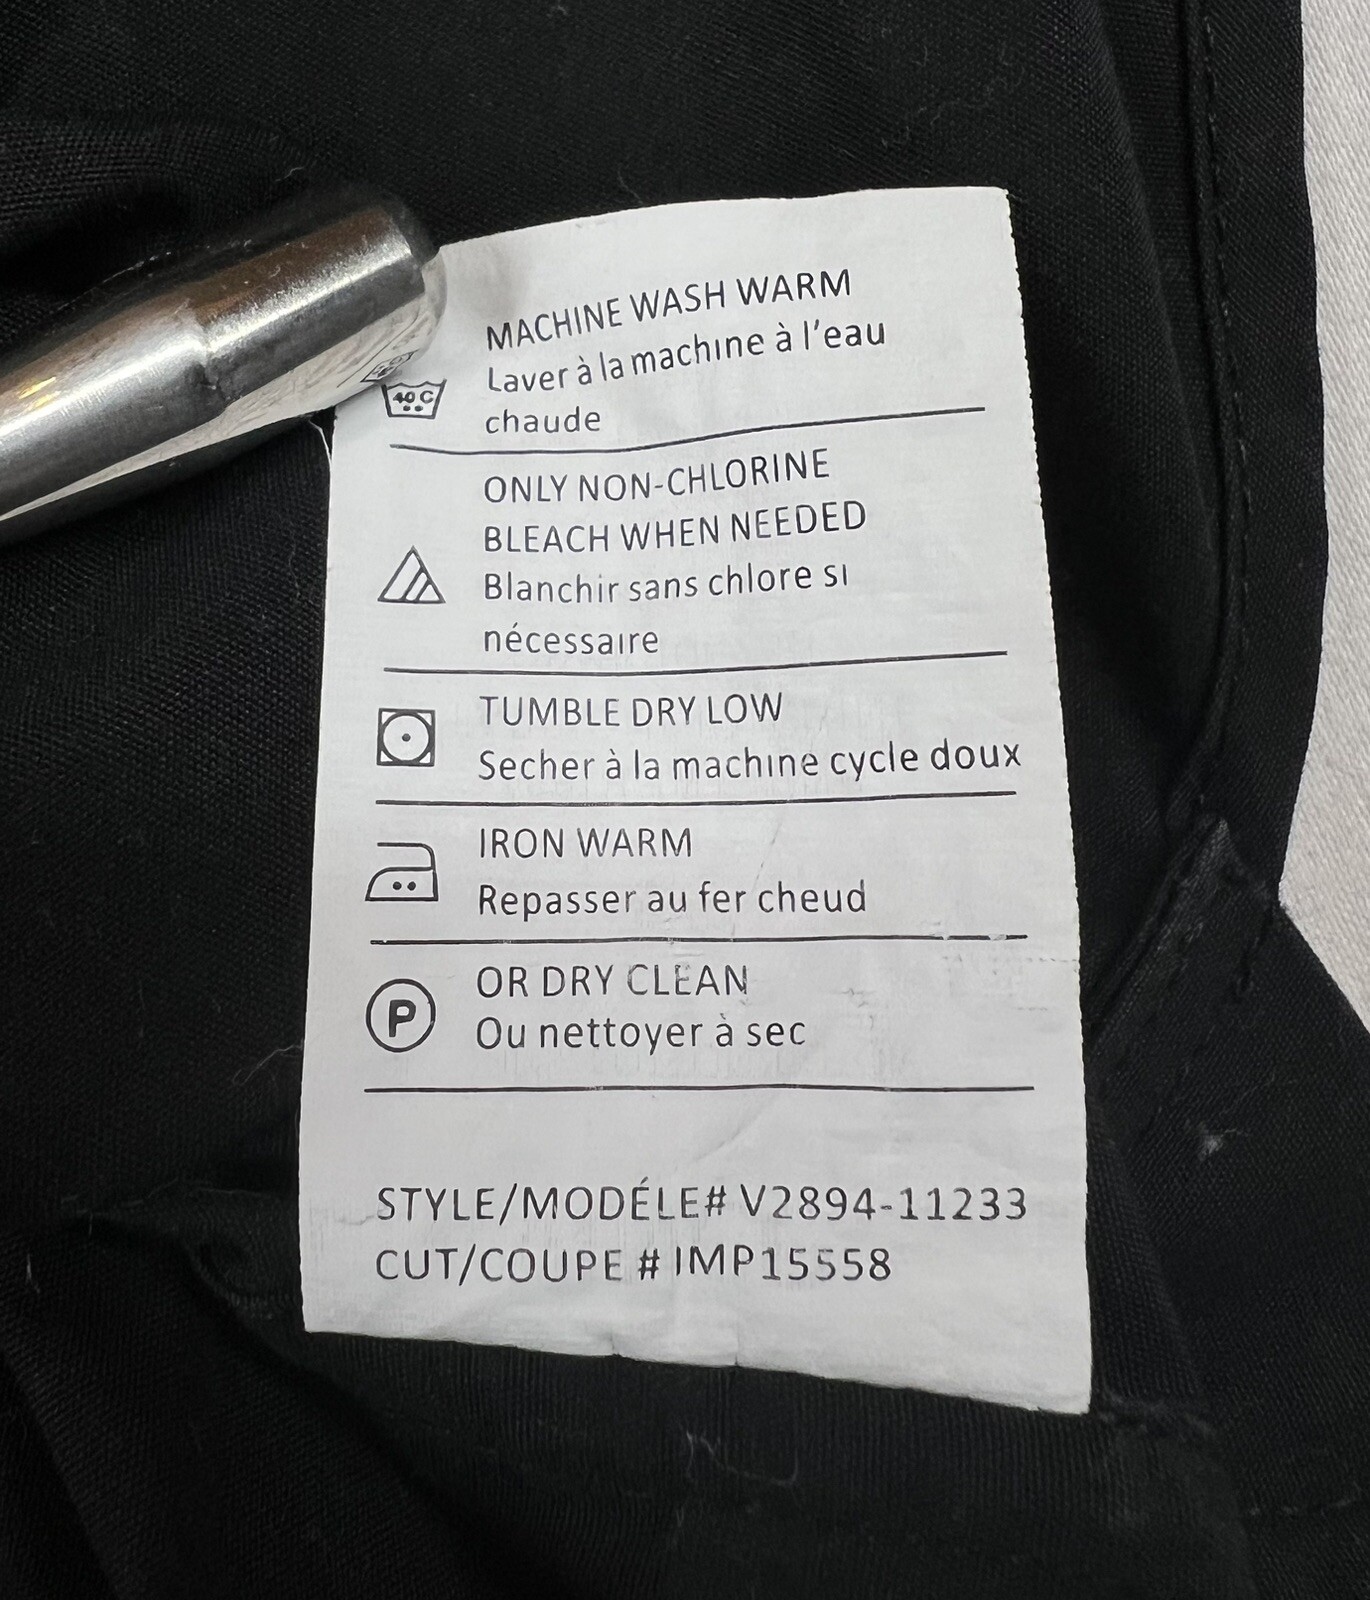 MACHINE WASH WARM
Laver à la machine à l'eau
chaude
40 C
ONLY NON-CHLORINE
BLEACH WHEN NEEDED
Blanchir sans chlore si
nécessaire
TUMBLE DRY LOW
Secher à la machine cycle doux
IRON WARM
Repasser au fer cheud
P
OR DRY CLEAN
Ou nettoyer à sec
STYLE/MODÉLE# V2894-11233
CUT/COUPE # IMP15558